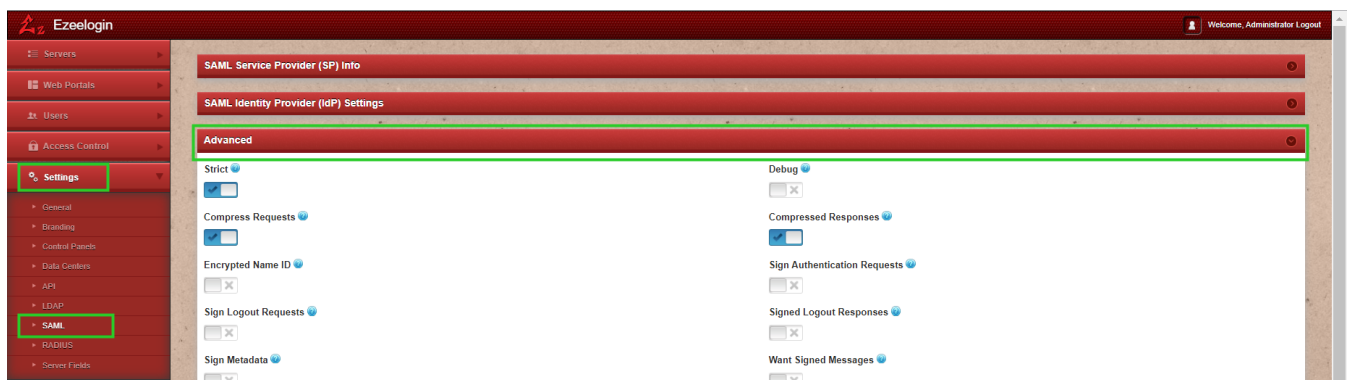 Ezeelogin
Welcome, Administrator Logout
Servers
Web Portals
Users
Access Control
Settings
General
Branding
Control Panels
Data Centers
API
LDAP
SAML
RADIUS
Server Fields
SAML Service Provider (SP) Info
SAML Identity Provider (IdP) Settings
Advanced
Strict
Debug
Compress Requests
Compressed Responses
Encrypted Name ID
Sign Authentication Requests
Sign Logout Requests
Signed Logout Responses
Sign Metadata
Want Signed Messages